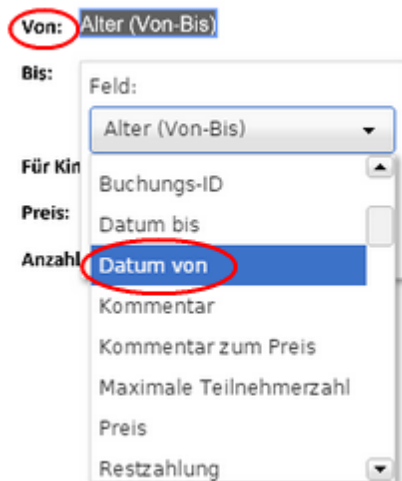 Von: Alter (Von-Bis)
Bis:
Feld:
Alter (Von-Bis)
Für Kin
Buchungs-ID
Preis:
Datum bis
Anzahl
Datum von
Kommentar
Kommentar zum Preis
Maximale Teilnehmerzahl
Preis
Restzahlung